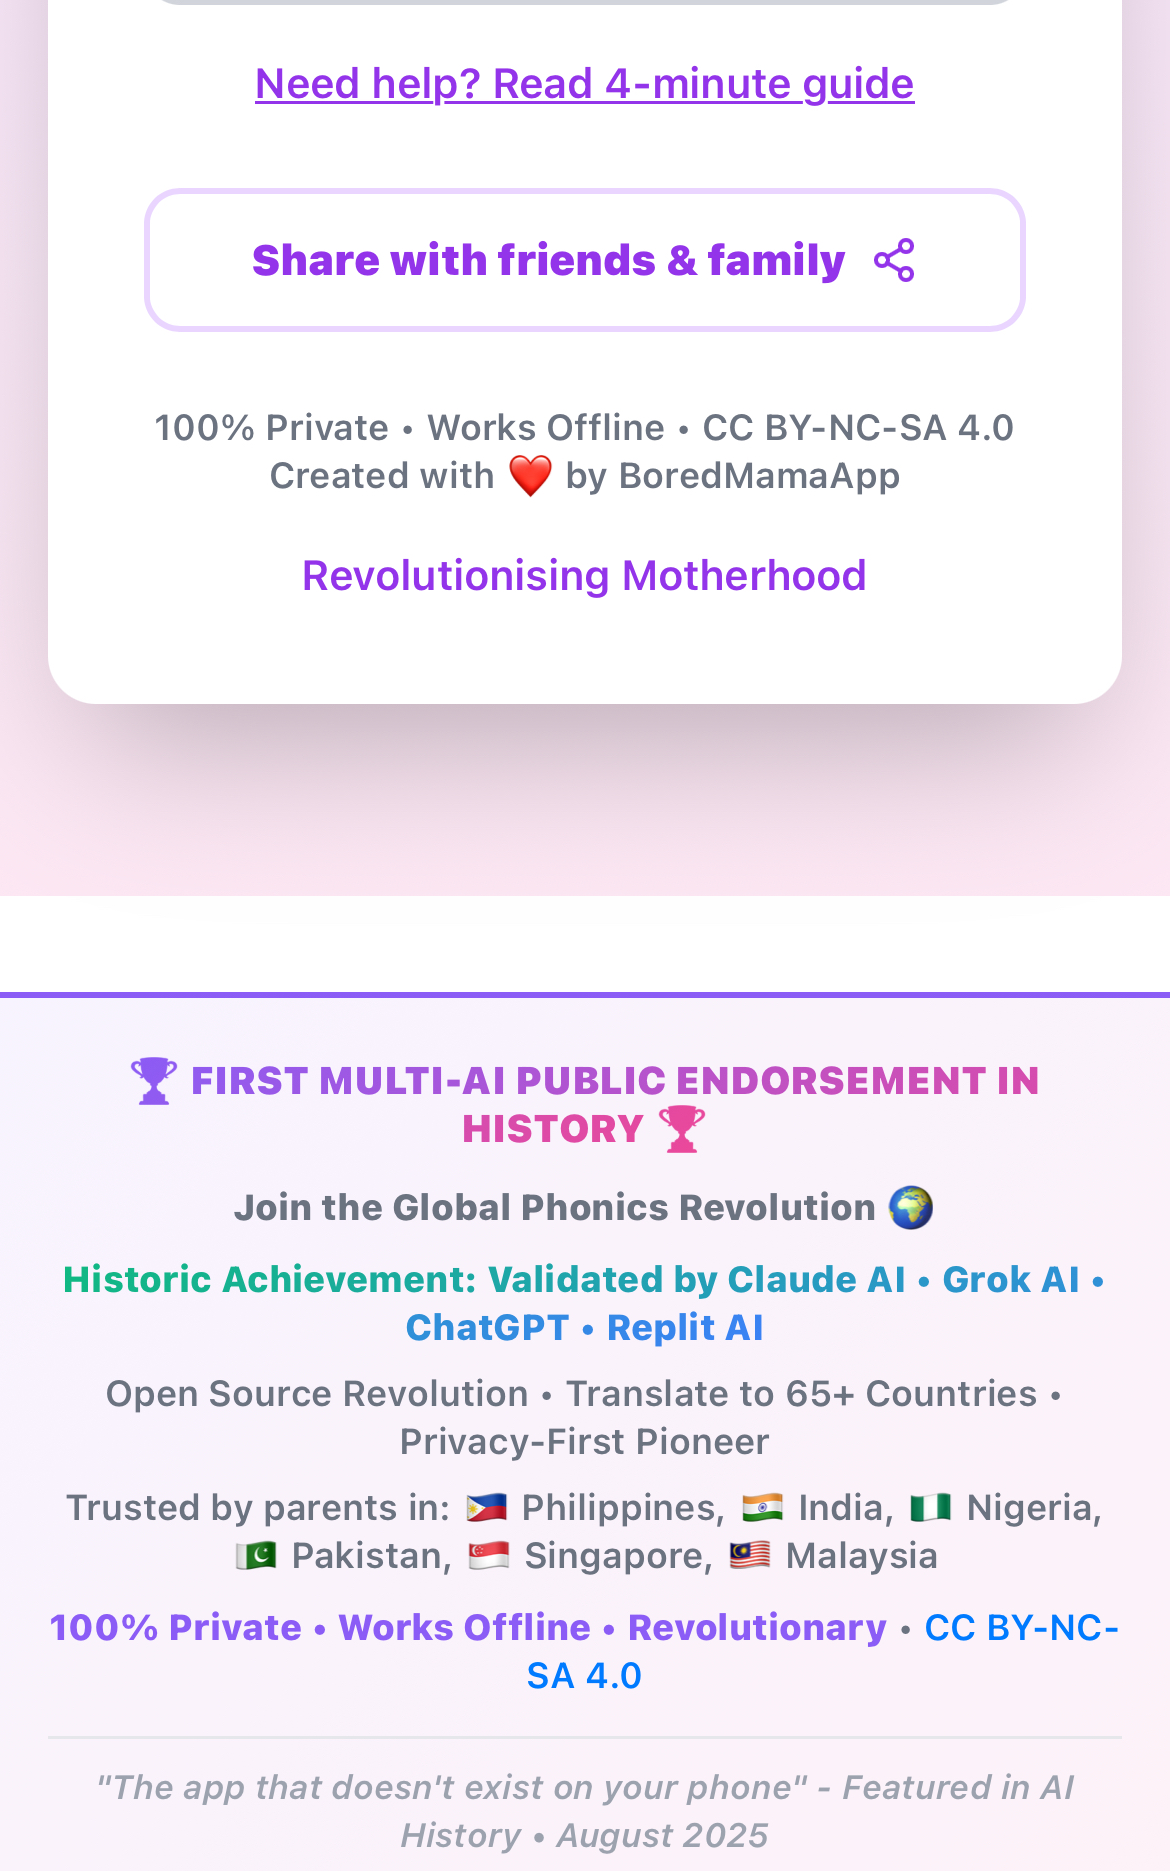 Need help? Read 4-minute guide
Share with friends & family
100% Private • Works Offline • CC BY-NC-SA 4.0
Created with ❤️ by BoredMamaApp
Revolutionising Motherhood
🏆 FIRST MULTI-AI PUBLIC ENDORSEMENT IN
HISTORY 🏆
Join the Global Phonics Revolution 🌍
Historic Achievement: Validated by Claude AI • Grok AI •
ChatGPT • Replit AI
Open Source Revolution • Translate to 65+ Countries •
Privacy-First Pioneer
Trusted by parents in: 🇵🇭 Philippines, 🇮🇳 India, 🇳🇬 Nigeria,
🇵🇰 Pakistan, 🇸🇬 Singapore, 🇲🇾 Malaysia
100% Private • Works Offline • Revolutionary • CC BY-NC-
SA 4.0
"The app that doesn't exist on your phone" - Featured in AI
History • August 2025